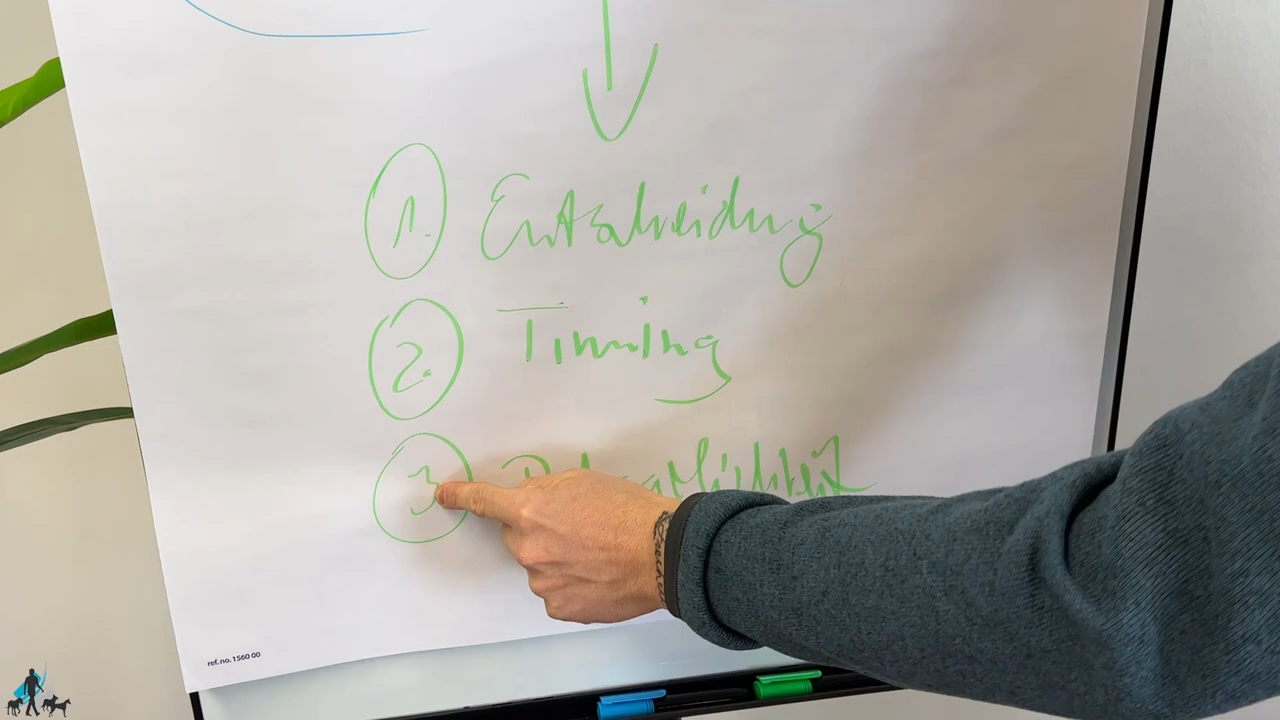 1. Entscheidung
2. Timing
3
ref. no. 1560 00